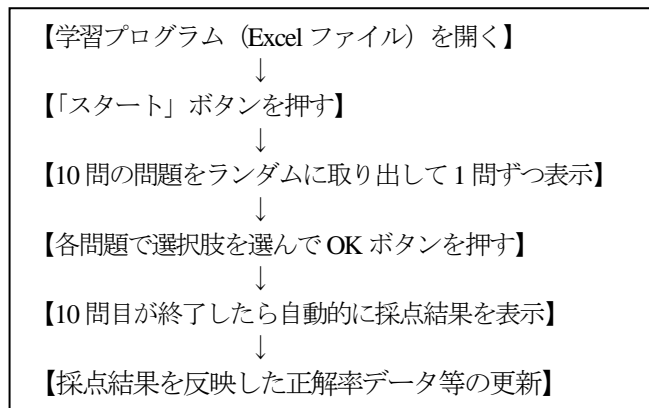 【学習プログラム（Excel ファイル）を開く】
↓
【「スタート」ボタンを押す】
↓
【10 問の問題をランダムに取り出して 1 問ずつ表示】
↓
【各問題で選択肢を選んで OK ボタンを押す】
↓
【10 問目が終了したら自動的に採点結果を表示】
↓
【採点結果を反映した正解率データ等の更新】